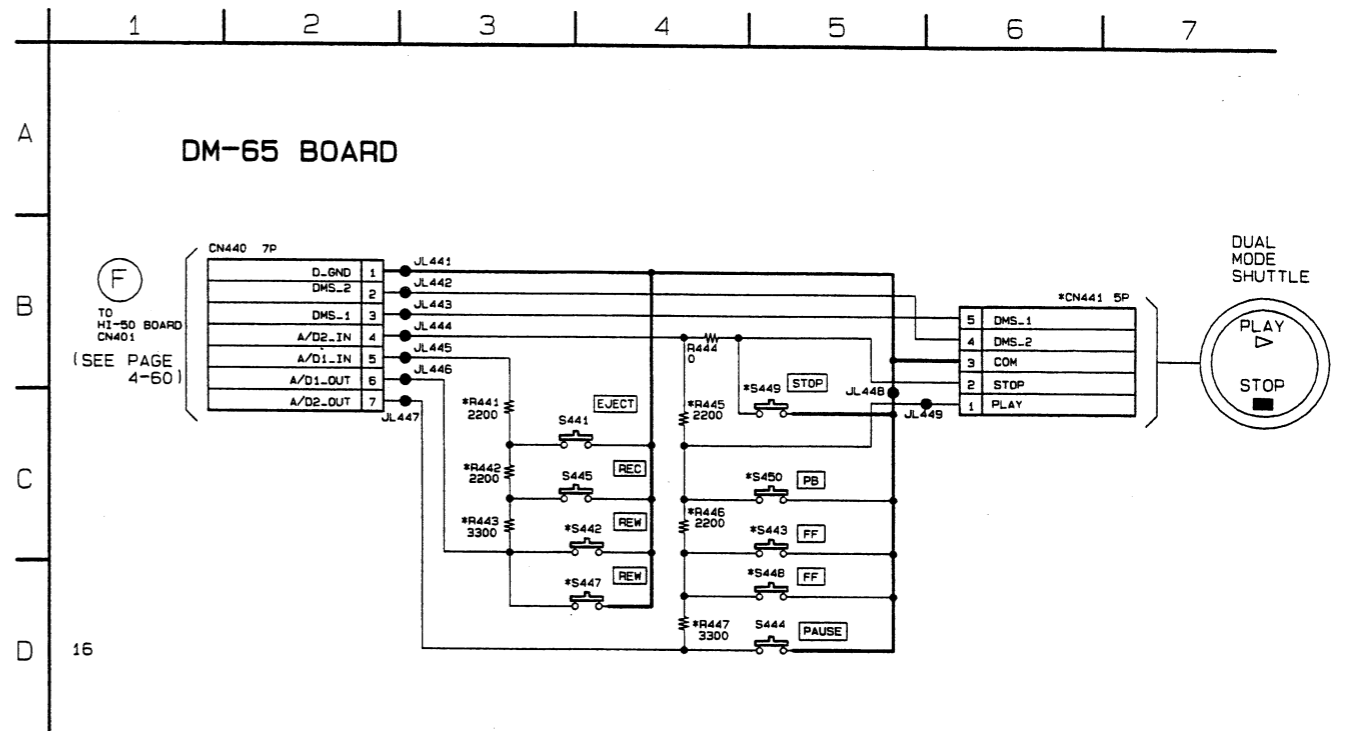 1 2 3 4 5 6 7
A
DM-65 BOARD
B
F
TO
HI-50 BOARD
CN401
(SEE PAGE
4-60)
CN440 7P
D_GND 1
DMS_2 2
DMS_1 3
A/D2_IN 4
A/D1_IN 5
A/D1_OUT 6
A/D2_OUT 7
JL441
JL442
JL443
JL444
JL445
JL446
JL447
R444
0
*CN441 5P
5 DMS_1
4 DMS_2
3 COM
2 STOP
1 PLAY
DUAL
MODE
SHUTTLE
PLAY
STOP
JL448
JL449
*S449 STOP
C
*R441
2200
*R442
2200
*R443
3300
S441 EJECT
S445 REC
*S442 REW
*S447 REW
*R445
2200
*R446
2200
*R447
3300
*S450 PB
*S443 FF
*S448 FF
S444 PAUSE
D
16